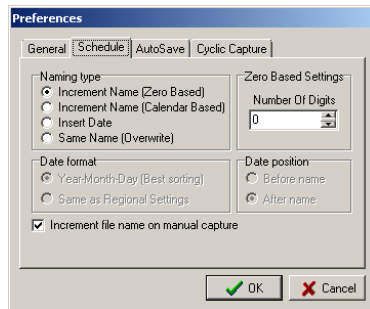 Preferences
General Schedule AutoSave Cyclic Capture
Naming type
Increment Name (Zero Based)
Increment Name (Calendar Based)
Insert Date
Same Name (Overwrite)
Zero Based Settings
Number Of Digits
0
Date format
Year-Month-Day (Best sorting)
Same as Regional Settings
Date position
Before name
After name
Increment file name on manual capture
OK Cancel